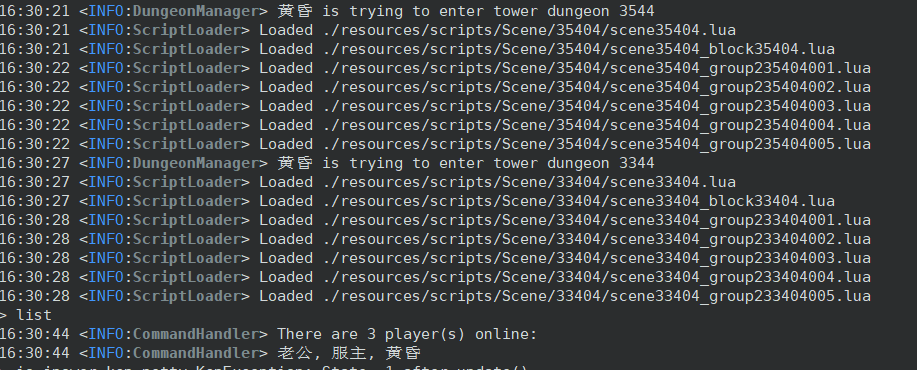 16:30:21 <INFO:DungeonManager> 黄昏 is trying to enter tower dungeon 3544
16:30:21 <INFO:ScriptLoader> Loaded ./resources/scripts/Scene/35404/scene35404.lua
16:30:21 <INFO:ScriptLoader> Loaded ./resources/scripts/Scene/35404/scene35404_block35404.lua
16:30:22 <INFO:ScriptLoader> Loaded ./resources/scripts/Scene/35404/scene35404_group235404001.lua
16:30:22 <INFO:ScriptLoader> Loaded ./resources/scripts/Scene/35404/scene35404_group235404002.lua
16:30:22 <INFO:ScriptLoader> Loaded ./resources/scripts/Scene/35404/scene35404_group235404003.lua
16:30:22 <INFO:ScriptLoader> Loaded ./resources/scripts/Scene/35404/scene35404_group235404004.lua
16:30:22 <INFO:ScriptLoader> Loaded ./resources/scripts/Scene/35404/scene35404_group235404005.lua
16:30:27 <INFO:DungeonManager> 黄昏 is trying to enter tower dungeon 3344
16:30:27 <INFO:ScriptLoader> Loaded ./resources/scripts/Scene/33404/scene33404.lua
16:30:27 <INFO:ScriptLoader> Loaded ./resources/scripts/Scene/33404/scene33404_block33404.lua
16:30:28 <INFO:ScriptLoader> Loaded ./resources/scripts/Scene/33404/scene33404_group233404001.lua
16:30:28 <INFO:ScriptLoader> Loaded ./resources/scripts/Scene/33404/scene33404_group233404002.lua
16:30:28 <INFO:ScriptLoader> Loaded ./resources/scripts/Scene/33404/scene33404_group233404003.lua
16:30:28 <INFO:ScriptLoader> Loaded ./resources/scripts/Scene/33404/scene33404_group233404004.lua
16:30:28 <INFO:ScriptLoader> Loaded ./resources/scripts/Scene/33404/scene33404_group233404005.lua
> list
16:30:44 <INFO:CommandHandler> There are 3 player(s) online:
16:30:44 <INFO:CommandHandler> 老公, 服主, 黄昏